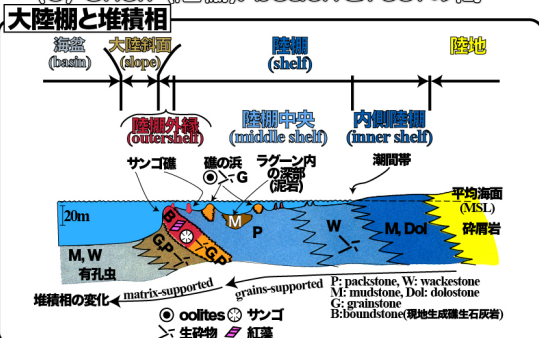 大陸棚と堆積相
海盆 大陸斜面 陸棚 陸地
(basin) (slope) (shelf)
陸棚外縁 陸棚中央 内側陸棚
(outershelf) (middle shelf) (inner shelf)
サンゴ礁 礁の浜 ラグーン内 潮間帯
G の深部
(泥岩)
平均海面
20m (MSL)
B M W M, Dol 砕屑岩
G,P G,P P
M, W
有孔虫
堆積相の変化 matrix-supported grains-supported
P: packstone, W: wackestone
M: mudstone, Dol: dolostone
G: grainstone
B:boundstone(現地生成礁生石灰岩)
oolites サンゴ
生砕物 紅藻